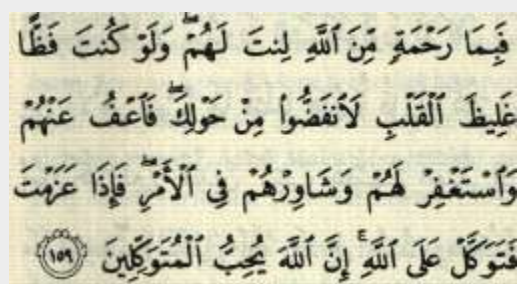 فَبِمَا رَحْمَةٍ مِّنَ ٱللَّهِ لِنتَ لَهُمْ ۖ وَلَوْ كُنتَ فَظًّا
غَلِيظَ ٱلْقَلْبِ لَٱنفَضُّوا۟ مِنْ حَوْلِكَ ۖ فَٱعْفُ عَنْهُمْ
وَٱسْتَغْفِرْ لَهُمْ وَشَاوِرْهُمْ فِى ٱلْأَمْرِ ۖ فَإِذَا عَزَمْتَ
فَتَوَكَّلْ عَلَى ٱللَّهِ ۚ إِنَّ ٱللَّهَ يُحِبُّ ٱلْمُتَوَكِّلِينَ ١٥٩